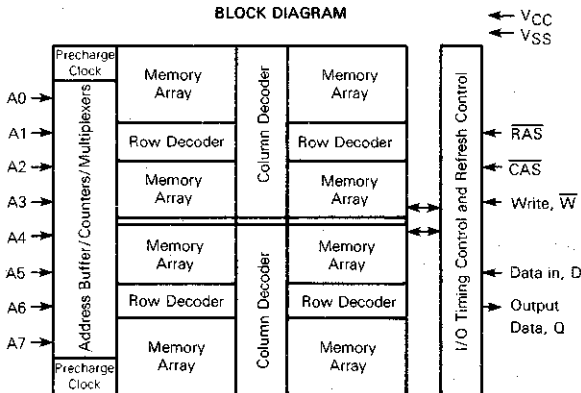 BLOCK DIAGRAM
VCC
VSS
Precharge
Clock
Memory
Array
Memory
Array
A0
A1
A2
A3
A4
A5
A6
A7
Address Buffer/Counters/Multiplexers
Row Decoder
Column Decoder
Row Decoder
Memory
Array
Memory
Array
Memory
Array
Memory
Array
Row Decoder
Column Decoder
Row Decoder
Memory
Array
Memory
Array
Precharge
Clock
I/O Timing Control and Refresh Control
R̅A̅S̅
C̅A̅S̅
Write, W̅
Data in, D
Output
Data, Q